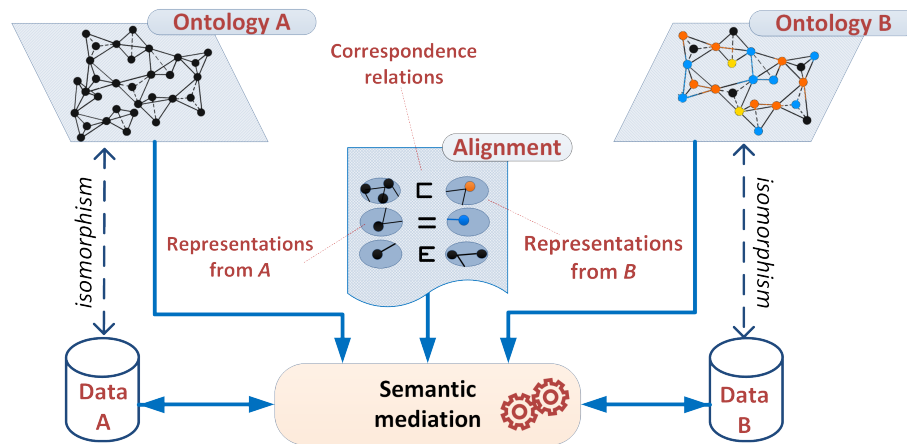 Ontology A
Ontology B
Correspondence
relations
Alignment
isomorphism
⊏
=
E
Representations
from A
Representations
from B
isomorphism
Data
A
Semantic
mediation
Data
B